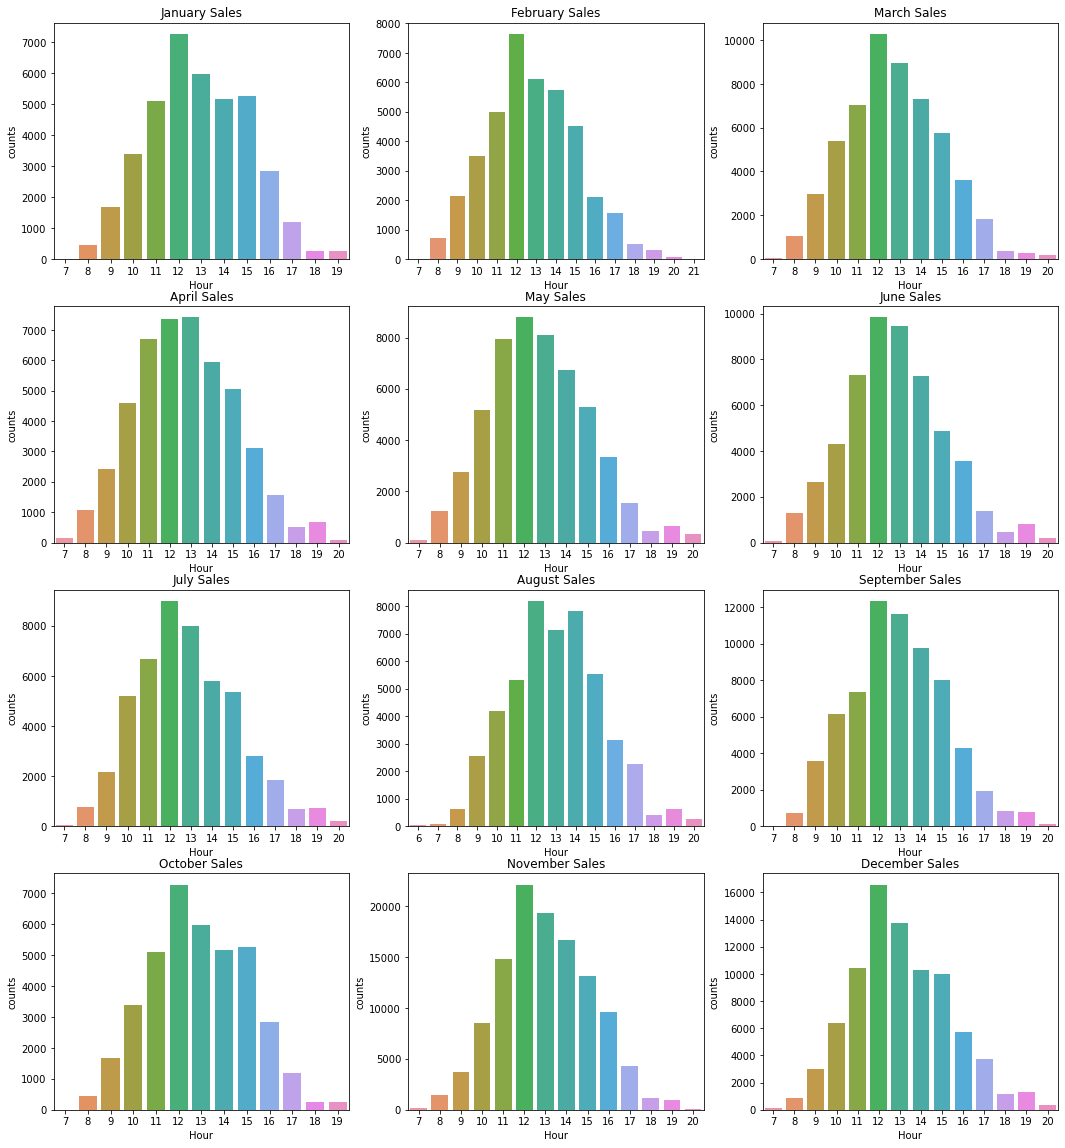 January Sales
counts
7000
6000
5000
4000
3000
2000
1000
0
7 8 9 10 11 12 13 14 15 16 17 18 19
Hour
February Sales
counts
8000
7000
6000
5000
4000
3000
2000
1000
0
7 8 9 10 11 12 13 14 15 16 17 18 19 20 21
Hour
March Sales
counts
10000
8000
6000
4000
2000
0
7 8 9 10 11 12 13 14 15 16 17 18 19 20
Hour
April Sales
counts
7000
6000
5000
4000
3000
2000
1000
0
7 8 9 10 11 12 13 14 15 16 17 18 19 20
Hour
May Sales
counts
8000
6000
4000
2000
0
7 8 9 10 11 12 13 14 15 16 17 18 19 20
Hour
June Sales
counts
10000
8000
6000
4000
2000
0
7 8 9 10 11 12 13 14 15 16 17 18 19 20
Hour
July Sales
counts
8000
6000
4000
2000
0
7 8 9 10 11 12 13 14 15 16 17 18 19 20
Hour
August Sales
counts
8000
7000
6000
5000
4000
3000
2000
1000
0
6 7 8 9 10 11 12 13 14 15 16 17 18 19 20
Hour
September Sales
counts
12000
10000
8000
6000
4000
2000
0
7 8 9 10 11 12 13 14 15 16 17 18 19 20
Hour
October Sales
counts
7000
6000
5000
4000
3000
2000
1000
0
7 8 9 10 11 12 13 14 15 16 17 18 19
Hour
November Sales
counts
20000
15000
10000
5000
0
7 8 9 10 11 12 13 14 15 16 17 18 19 20
Hour
December Sales
counts
16000
14000
12000
10000
8000
6000
4000
2000
0
7 8 9 10 11 12 13 14 15 16 17 18 19 20
Hour